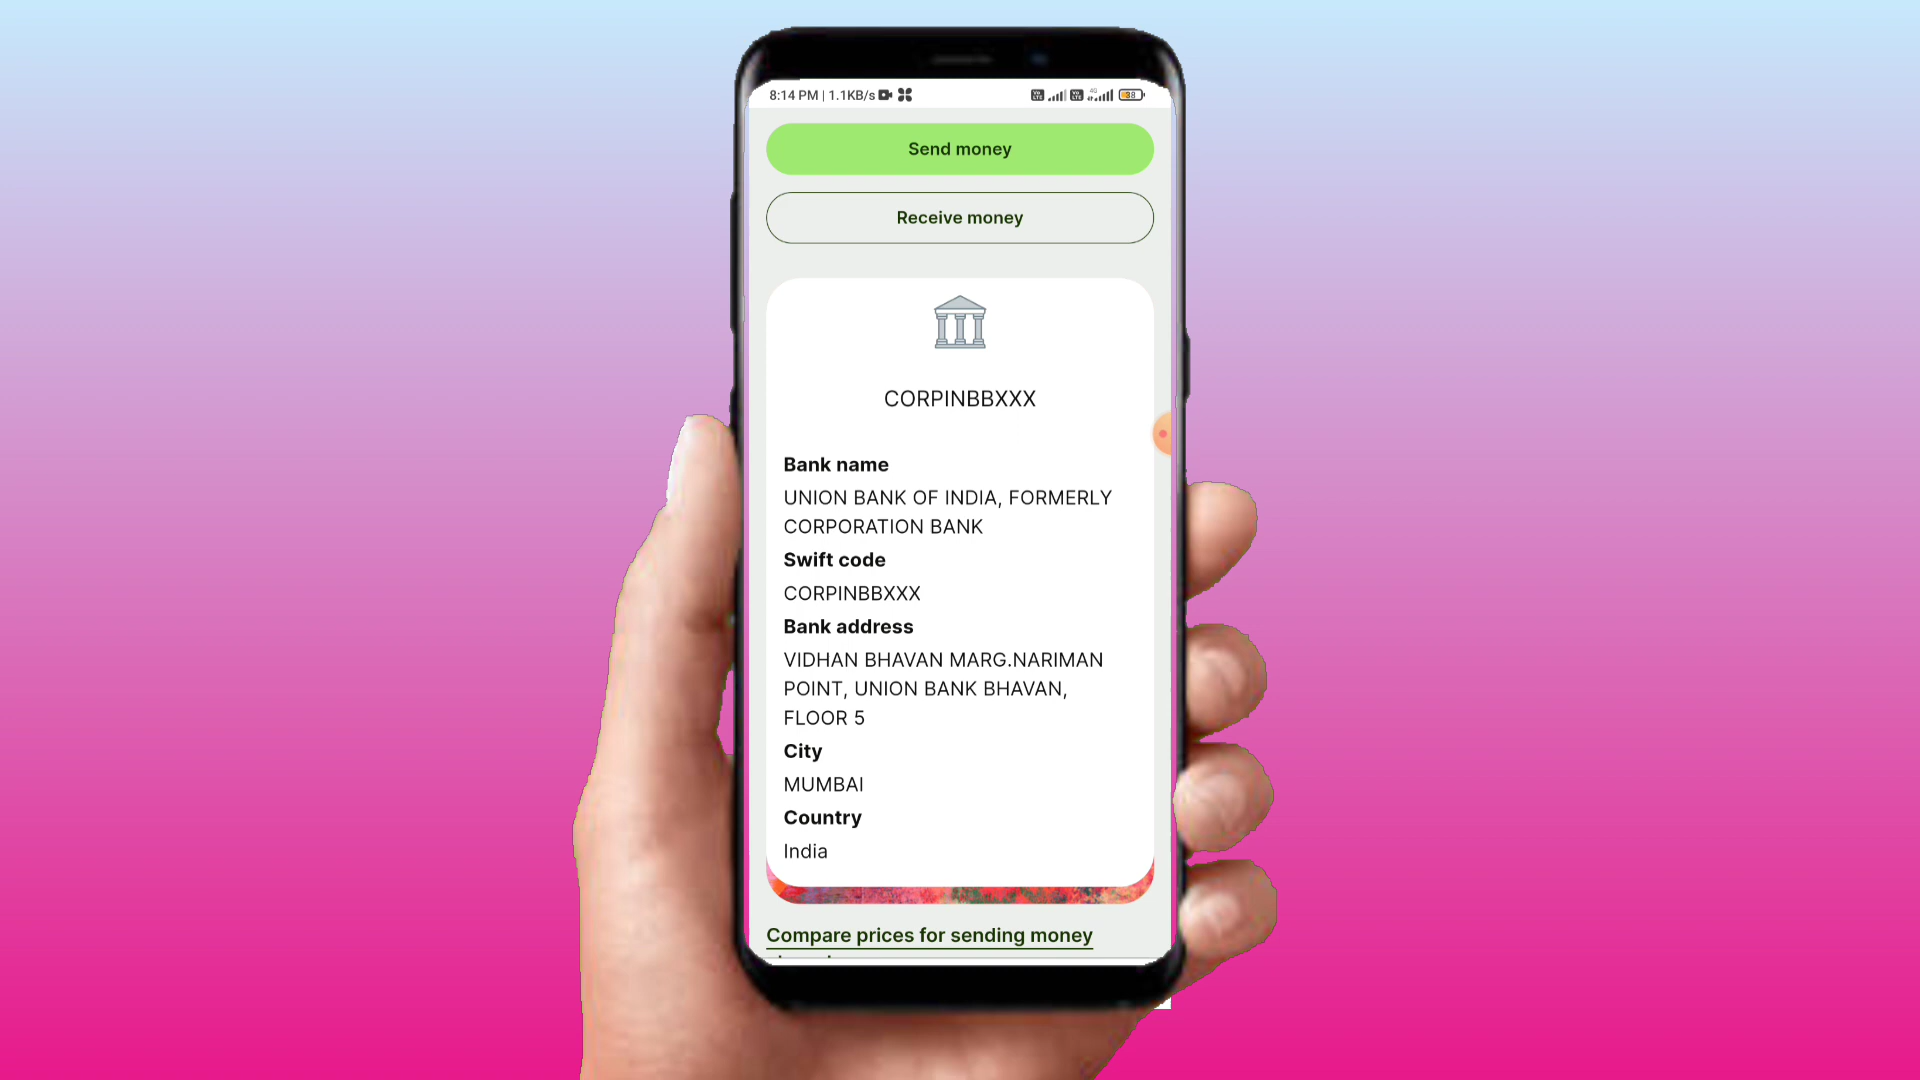 8:14 PM | 1.1KB/s
4G
38
Send money
Receive money
CORPINBBXXX
Bank name
UNION BANK OF INDIA, FORMERLY
CORPORATION BANK
Swift code
CORPINBBXXX
Bank address
VIDHAN BHAVAN MARG.NARIMAN
POINT, UNION BANK BHAVAN,
FLOOR 5
City
MUMBAI
Country
India
Compare prices for sending money